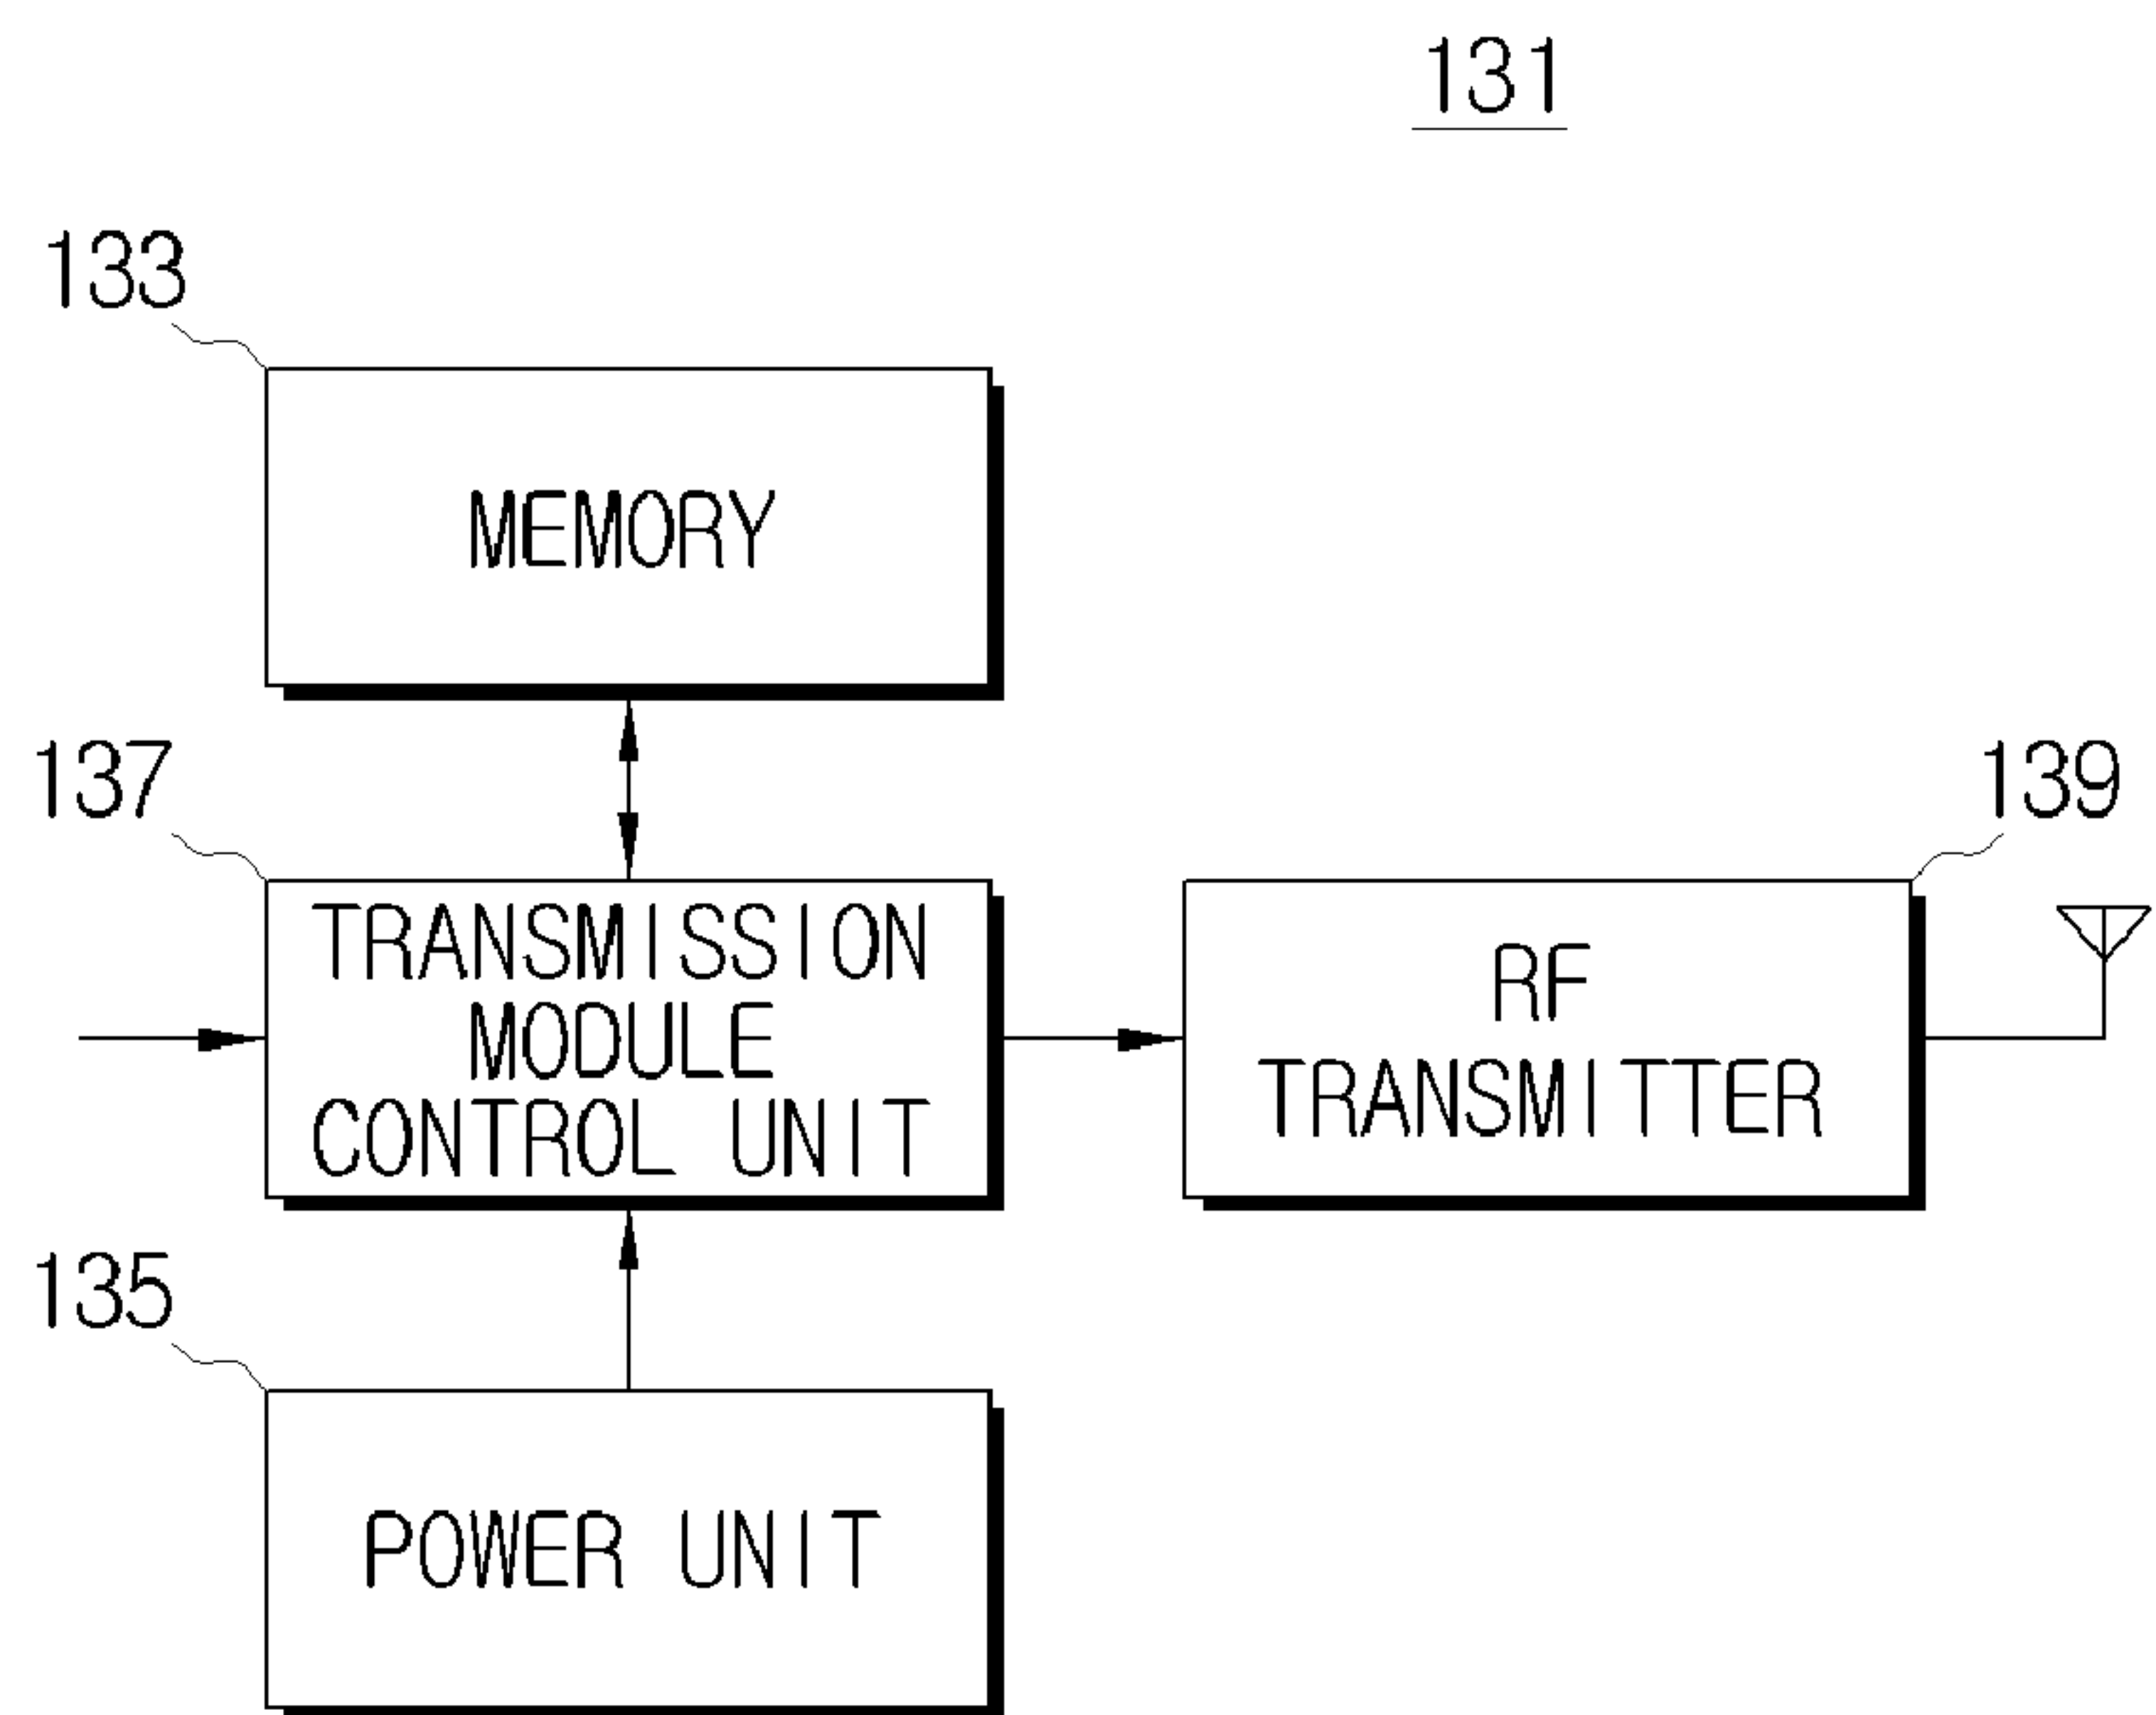 131
133
MEMORY
137
139
TRANSMISSION
MODULE
CONTROL UNIT
RF
TRANSMITTER
135
POWER UNIT